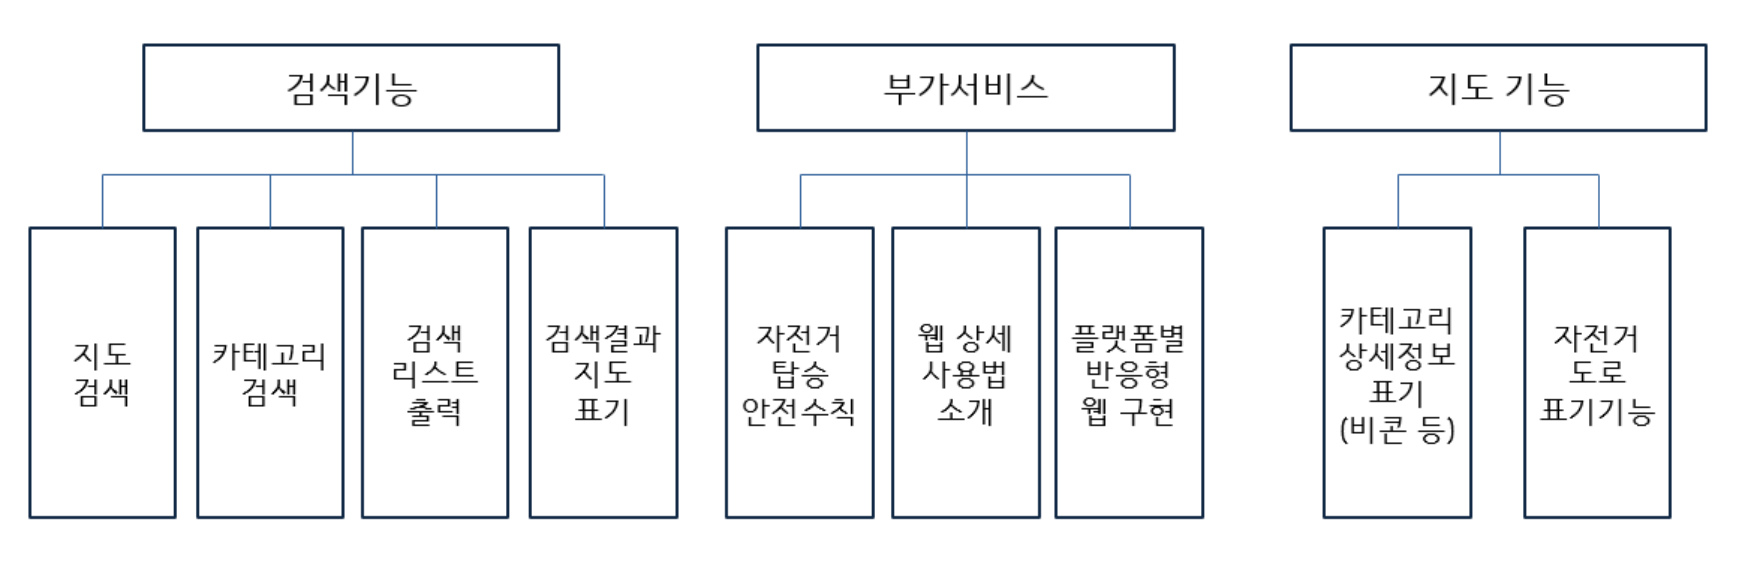 검색기능
지도
검색
카테고리
검색
검색
리스트
출력
검색결과
지도
표기
부가서비스
자전거
탑승
안전수칙
웹 상세
사용법
소개
플랫폼별
반응형
웹 구현
지도 기능
카테고리
상세정보
표기
(비콘 등)
자전거
도로
표기기능